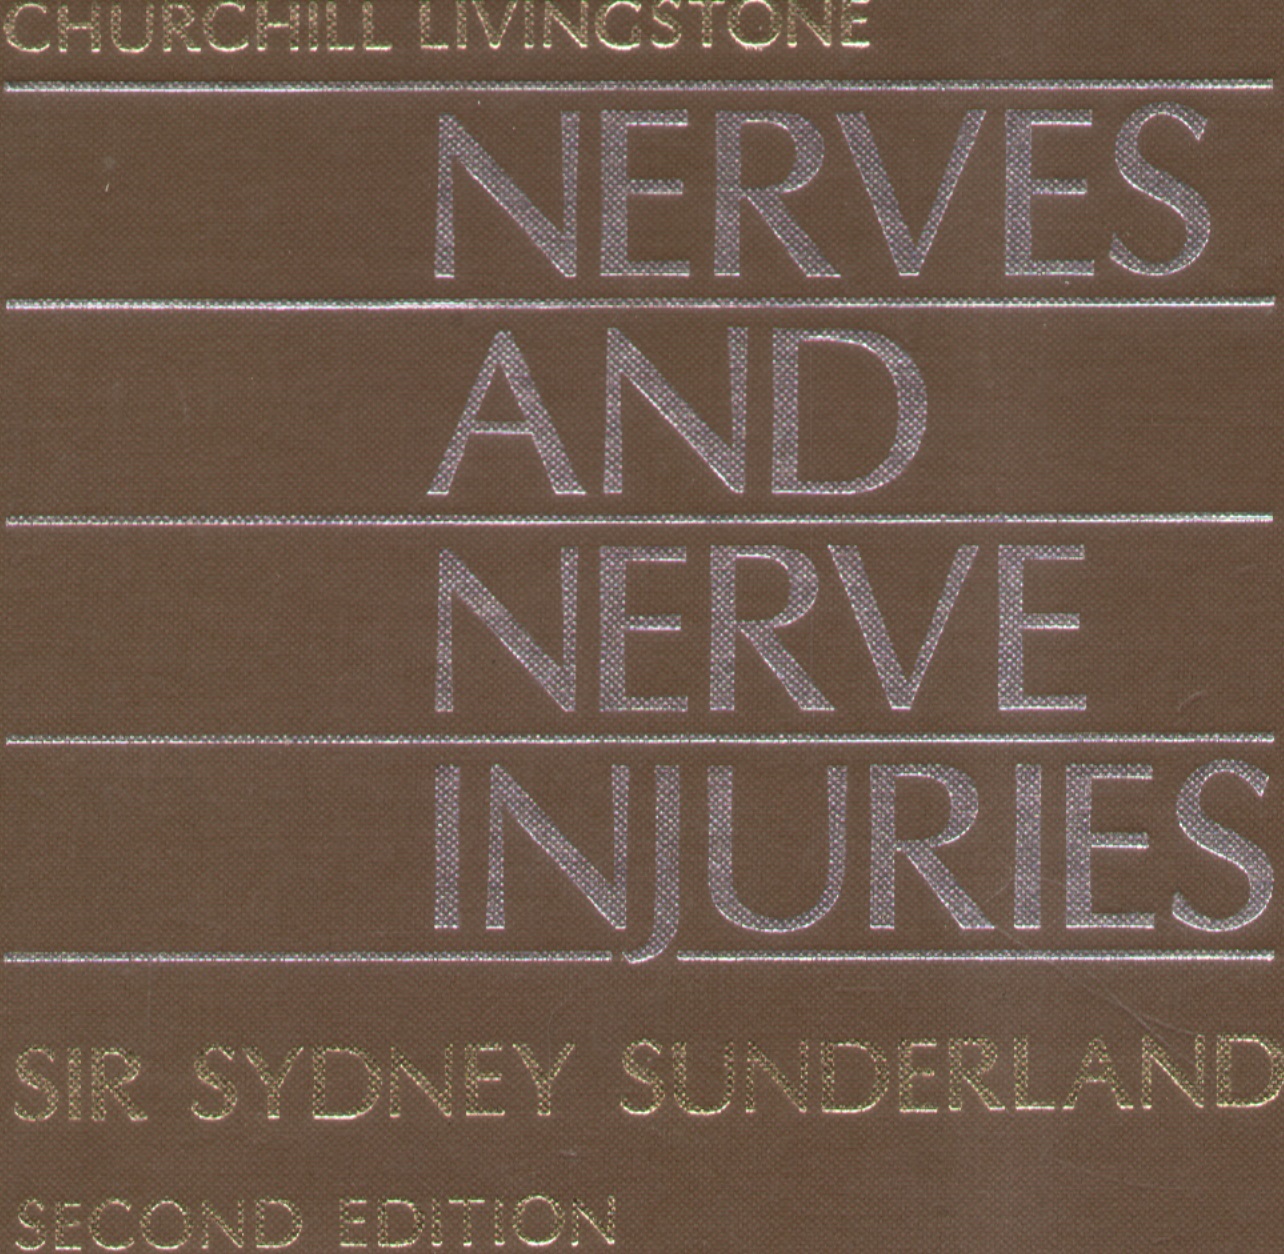 CHURCHILL LIVINGSTONE
NERVES
AND
NERVE
INJURIES
SIR SYDNEY SUNDERLAND
SECOND EDITION